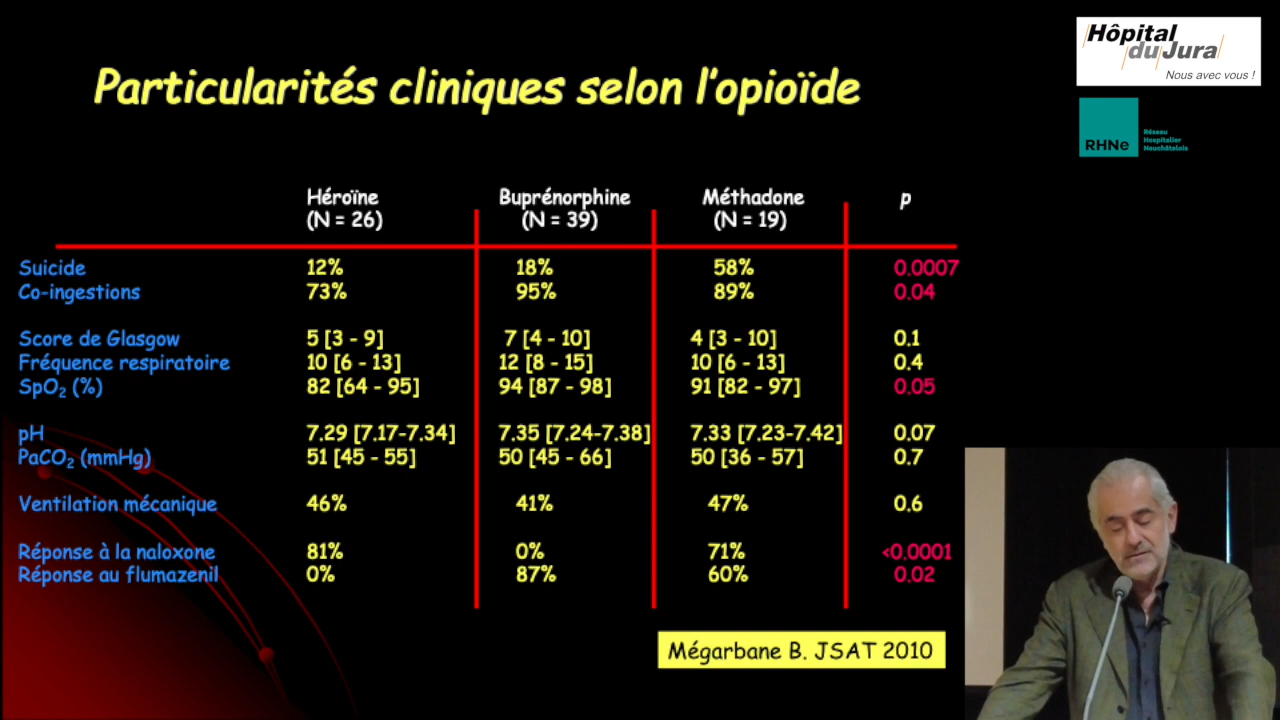 Hôpital
du Jura
Nous avec vous !
RHNe
Réseau
Hospitalier
Neuchâtelois
Particularités cliniques selon l'opioïde
Héroïne Buprénorphine Méthadone p
(N = 26) (N = 39) (N = 19)
Suicide 12% 18% 58% 0.0007
Co-ingestions 73% 95% 89% 0.04
Score de Glasgow 5 [3 - 9] 7 [4 - 10] 4 [3 - 10] 0.1
Fréquence respiratoire 10 [6 - 13] 12 [8 - 15] 10 [6 - 13] 0.4
SpO₂ (%) 82 [64 - 95] 94 [87 - 98] 91 [82 - 97] 0.05
pH 7.29 [7.17-7.34] 7.35 [7.24-7.38] 7.33 [7.23-7.42] 0.07
PaCO₂ (mmHg) 51 [45 - 55] 50 [45 - 66] 50 [36 - 57] 0.7
Ventilation mécanique 46% 41% 47% 0.6
Réponse à la naloxone 81% 0% 71% <0.0001
Réponse au flumazenil 0% 87% 60% 0.02
Mégarbane B. JSAT 2010